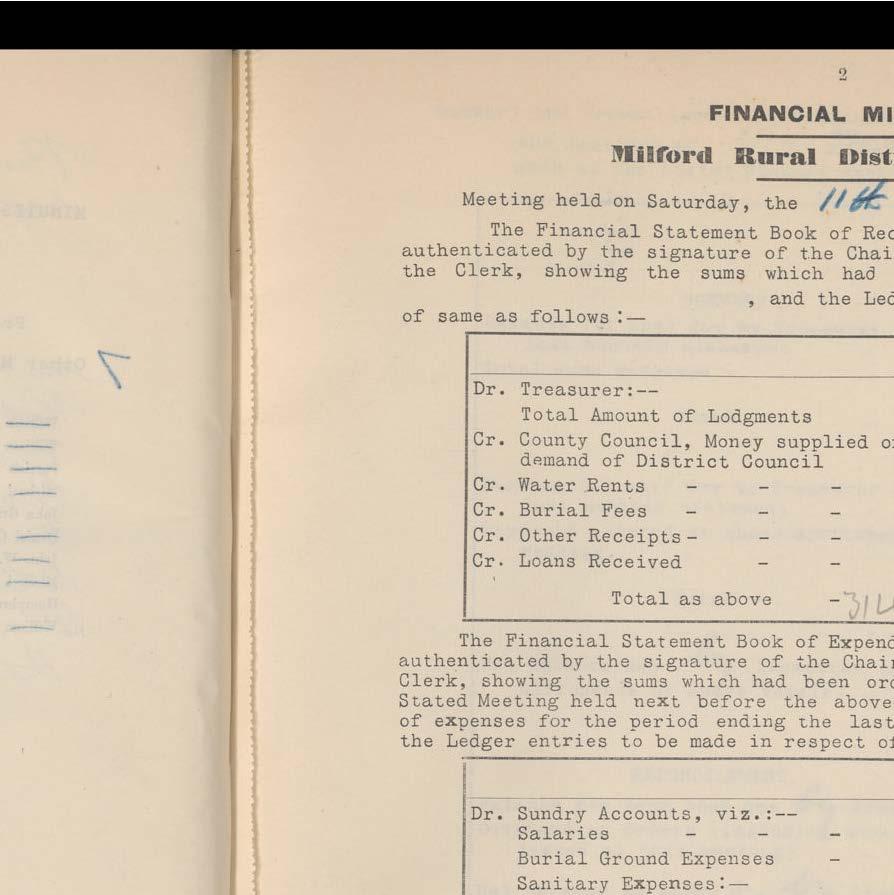 2
FINANCIAL MI
Milford Rural Dist
Meeting held on Saturday, the 11th
The Financial Statement Book of Rec
authenticated by the signature of the Chai
the Clerk, showing the sums which had
, and the Led
of same as follows :—
Dr. Treasurer:--
Total Amount of Lodgments
Cr. County Council, Money supplied o
demand of District Council
Cr. Water Rents - - -
Cr. Burial Fees - - -
Cr. Other Receipts - - -
Cr. Loans Received - -
Total as above - 31
The Financial Statement Book of Expend
authenticated by the signature of the Chai
Clerk, showing the sums which had been or
Stated Meeting held next before the above
of expenses for the period ending the last
the Ledger entries to be made in respect of
Dr. Sundry Accounts, viz.:--
Salaries - - -
Burial Ground Expenses -
Sanitary Expenses:—